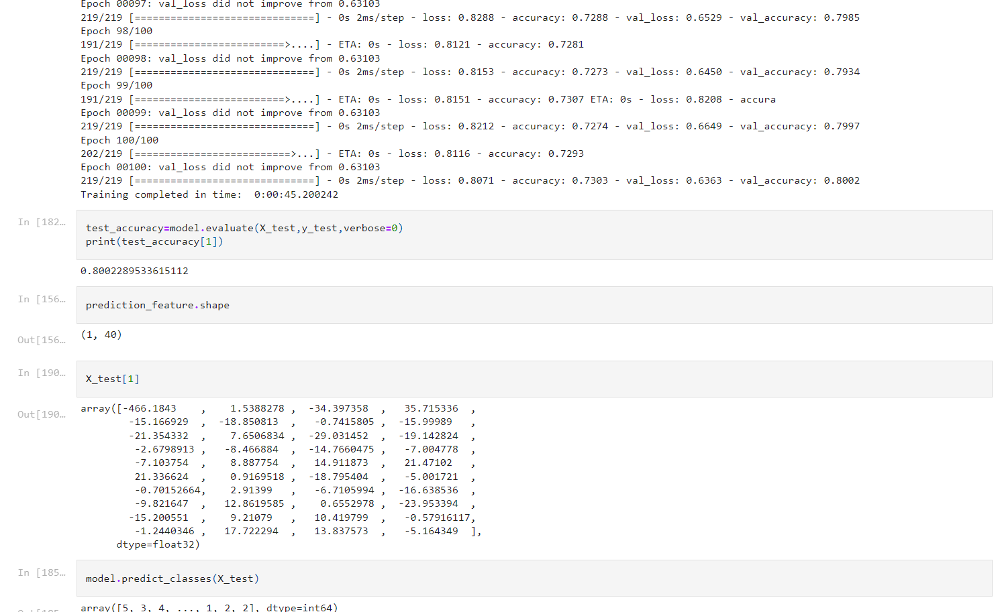 Epoch 00097: val_loss did not improve from 0.63103
219/219 [==============================] - 0s 2ms/step - loss: 0.8288 - accuracy: 0.7288 - val_loss: 0.6529 - val_accuracy: 0.7985
Epoch 98/100
191/219 [=========================>....] - ETA: 0s - loss: 0.8121 - accuracy: 0.7281
Epoch 00098: val_loss did not improve from 0.63103
219/219 [==============================] - 0s 2ms/step - loss: 0.8153 - accuracy: 0.7273 - val_loss: 0.6450 - val_accuracy: 0.7934
Epoch 99/100
191/219 [=========================>....] - ETA: 0s - loss: 0.8151 - accuracy: 0.7307 ETA: 0s - loss: 0.8208 - accura
Epoch 00099: val_loss did not improve from 0.63103
219/219 [==============================] - 0s 2ms/step - loss: 0.8212 - accuracy: 0.7274 - val_loss: 0.6649 - val_accuracy: 0.7997
Epoch 100/100
202/219 [==========================>...] - ETA: 0s - loss: 0.8116 - accuracy: 0.7293
Epoch 00100: val_loss did not improve from 0.63103
219/219 [==============================] - 0s 2ms/step - loss: 0.8071 - accuracy: 0.7303 - val_loss: 0.6363 - val_accuracy: 0.8002
Training completed in time:  0:00:45.200242
In [182…
test_accuracy=model.evaluate(X_test,y_test,verbose=0)
print(test_accuracy[1])
0.8002289533615112
In [156…
prediction_feature.shape
Out[156…
(1, 40)
In [190…
X_test[1]
Out[190…
array([-466.1843    ,    1.5388278 ,  -34.397358  ,   35.715336  ,
-15.166929  ,  -18.850813  ,   -0.7415805 ,  -15.99989   ,
-21.354332  ,    7.6506834 ,  -29.031452  ,  -19.142824  ,
-2.6798913 ,   -8.466884  ,  -14.7660475 ,   -7.004778  ,
-7.103754  ,    8.887754  ,   14.911873  ,   21.47102   ,
21.336624  ,    0.9169518 ,  -18.795404  ,   -5.001721  ,
-0.70152664,    2.91399   ,   -6.7105994 ,  -16.638536  ,
-9.821647  ,   12.8619585 ,    0.6552978 ,  -23.953394  ,
-15.200551  ,    9.21079   ,   10.419799  ,   -0.57916117,
-1.2440346 ,   17.722294  ,   13.837573  ,   -5.164349  ],
dtype=float32)
In [185…
model.predict_classes(X_test)
Out[185…
array([5, 3, 4, ..., 1, 2, 2], dtype=int64)